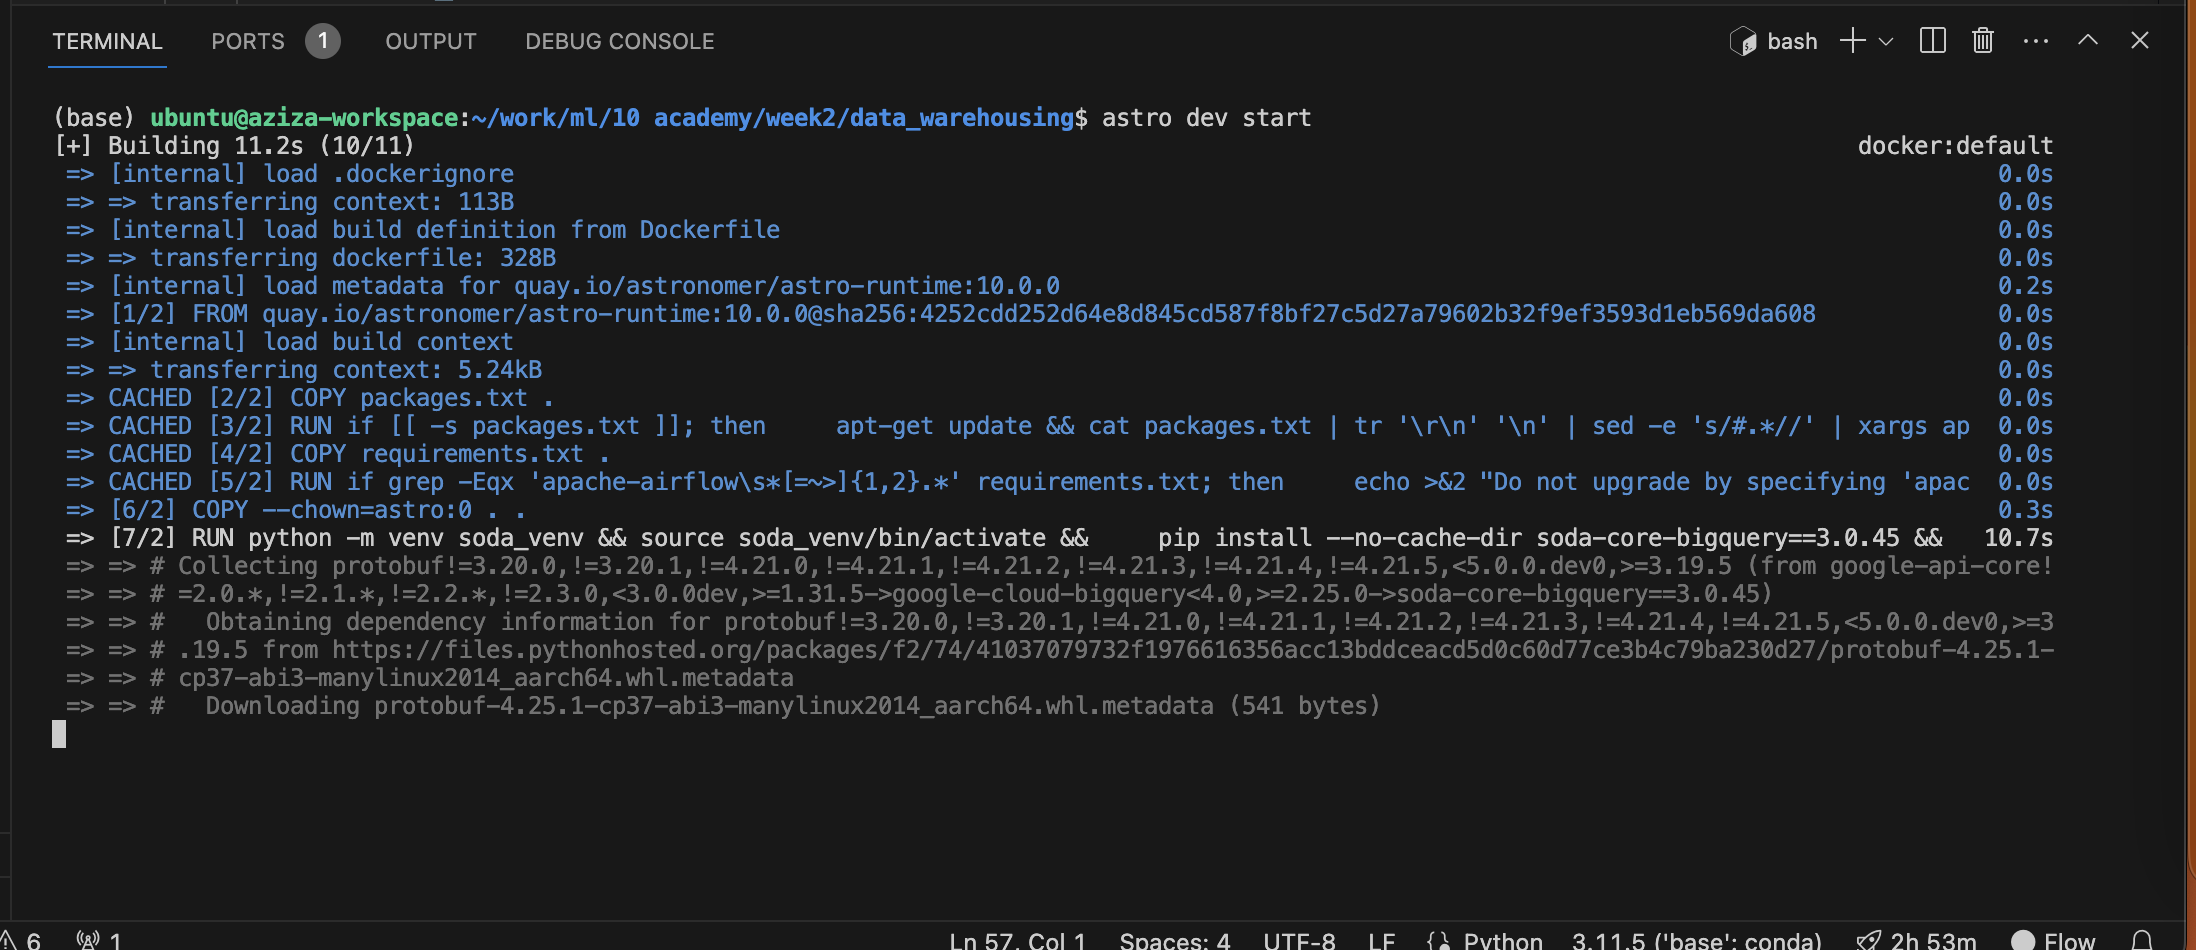 TERMINAL PORTS 1 OUTPUT DEBUG CONSOLE bash
(base) ubuntu@aziza-workspace:~/work/ml/10 academy/week2/data_warehousing$ astro dev start
[+] Building 11.2s (10/11) docker:default
=> [internal] load .dockerignore 0.0s
=> => transferring context: 113B 0.0s
=> [internal] load build definition from Dockerfile 0.0s
=> => transferring dockerfile: 328B 0.0s
=> [internal] load metadata for quay.io/astronomer/astro-runtime:10.0.0 0.2s
=> [1/2] FROM quay.io/astronomer/astro-runtime:10.0.0@sha256:4252cdd252d64e8d845cd587f8bf27c5d27a79602b32f9ef3593d1eb569da608 0.0s
=> [internal] load build context 0.0s
=> => transferring context: 5.24kB 0.0s
=> CACHED [2/2] COPY packages.txt . 0.0s
=> CACHED [3/2] RUN if [[ -s packages.txt ]]; then     apt-get update && cat packages.txt | tr '\r\n' '\n' | sed -e 's/#.*//' | xargs ap 0.0s
=> CACHED [4/2] COPY requirements.txt . 0.0s
=> CACHED [5/2] RUN if grep -Eqx 'apache-airflow\s*[=~>]{1,2}.*' requirements.txt; then     echo >&2 "Do not upgrade by specifying 'apac 0.0s
=> [6/2] COPY --chown=astro:0 . . 0.3s
=> [7/2] RUN python -m venv soda_venv && source soda_venv/bin/activate &&     pip install --no-cache-dir soda-core-bigquery==3.0.45 && 10.7s
=> => # Collecting protobuf!=3.20.0,!=3.20.1,!=4.21.0,!=4.21.1,!=4.21.2,!=4.21.3,!=4.21.4,!=4.21.5,<5.0.0.dev0,>=3.19.5 (from google-api-core!
=> => # =2.0.*,!=2.1.*,!=2.2.*,!=2.3.0,<3.0.0dev,>=1.31.5->google-cloud-bigquery<4.0,>=2.25.0->soda-core-bigquery==3.0.45)
=> => #   Obtaining dependency information for protobuf!=3.20.0,!=3.20.1,!=4.21.0,!=4.21.1,!=4.21.2,!=4.21.3,!=4.21.4,!=4.21.5,<5.0.0.dev0,>=3
=> => # .19.5 from https://files.pythonhosted.org/packages/f2/74/41037079732f1976616356acc13bddceacd5d0c60d77ce3b4c79ba230d27/protobuf-4.25.1-
=> => # cp37-abi3-manylinux2014_aarch64.whl.metadata
=> => #   Downloading protobuf-4.25.1-cp37-abi3-manylinux2014_aarch64.whl.metadata (541 bytes)
6 1 Ln 57, Col 1 Spaces: 4 UTF-8 LF Python 3.11.5 ('base': conda) 2h 53m Flow